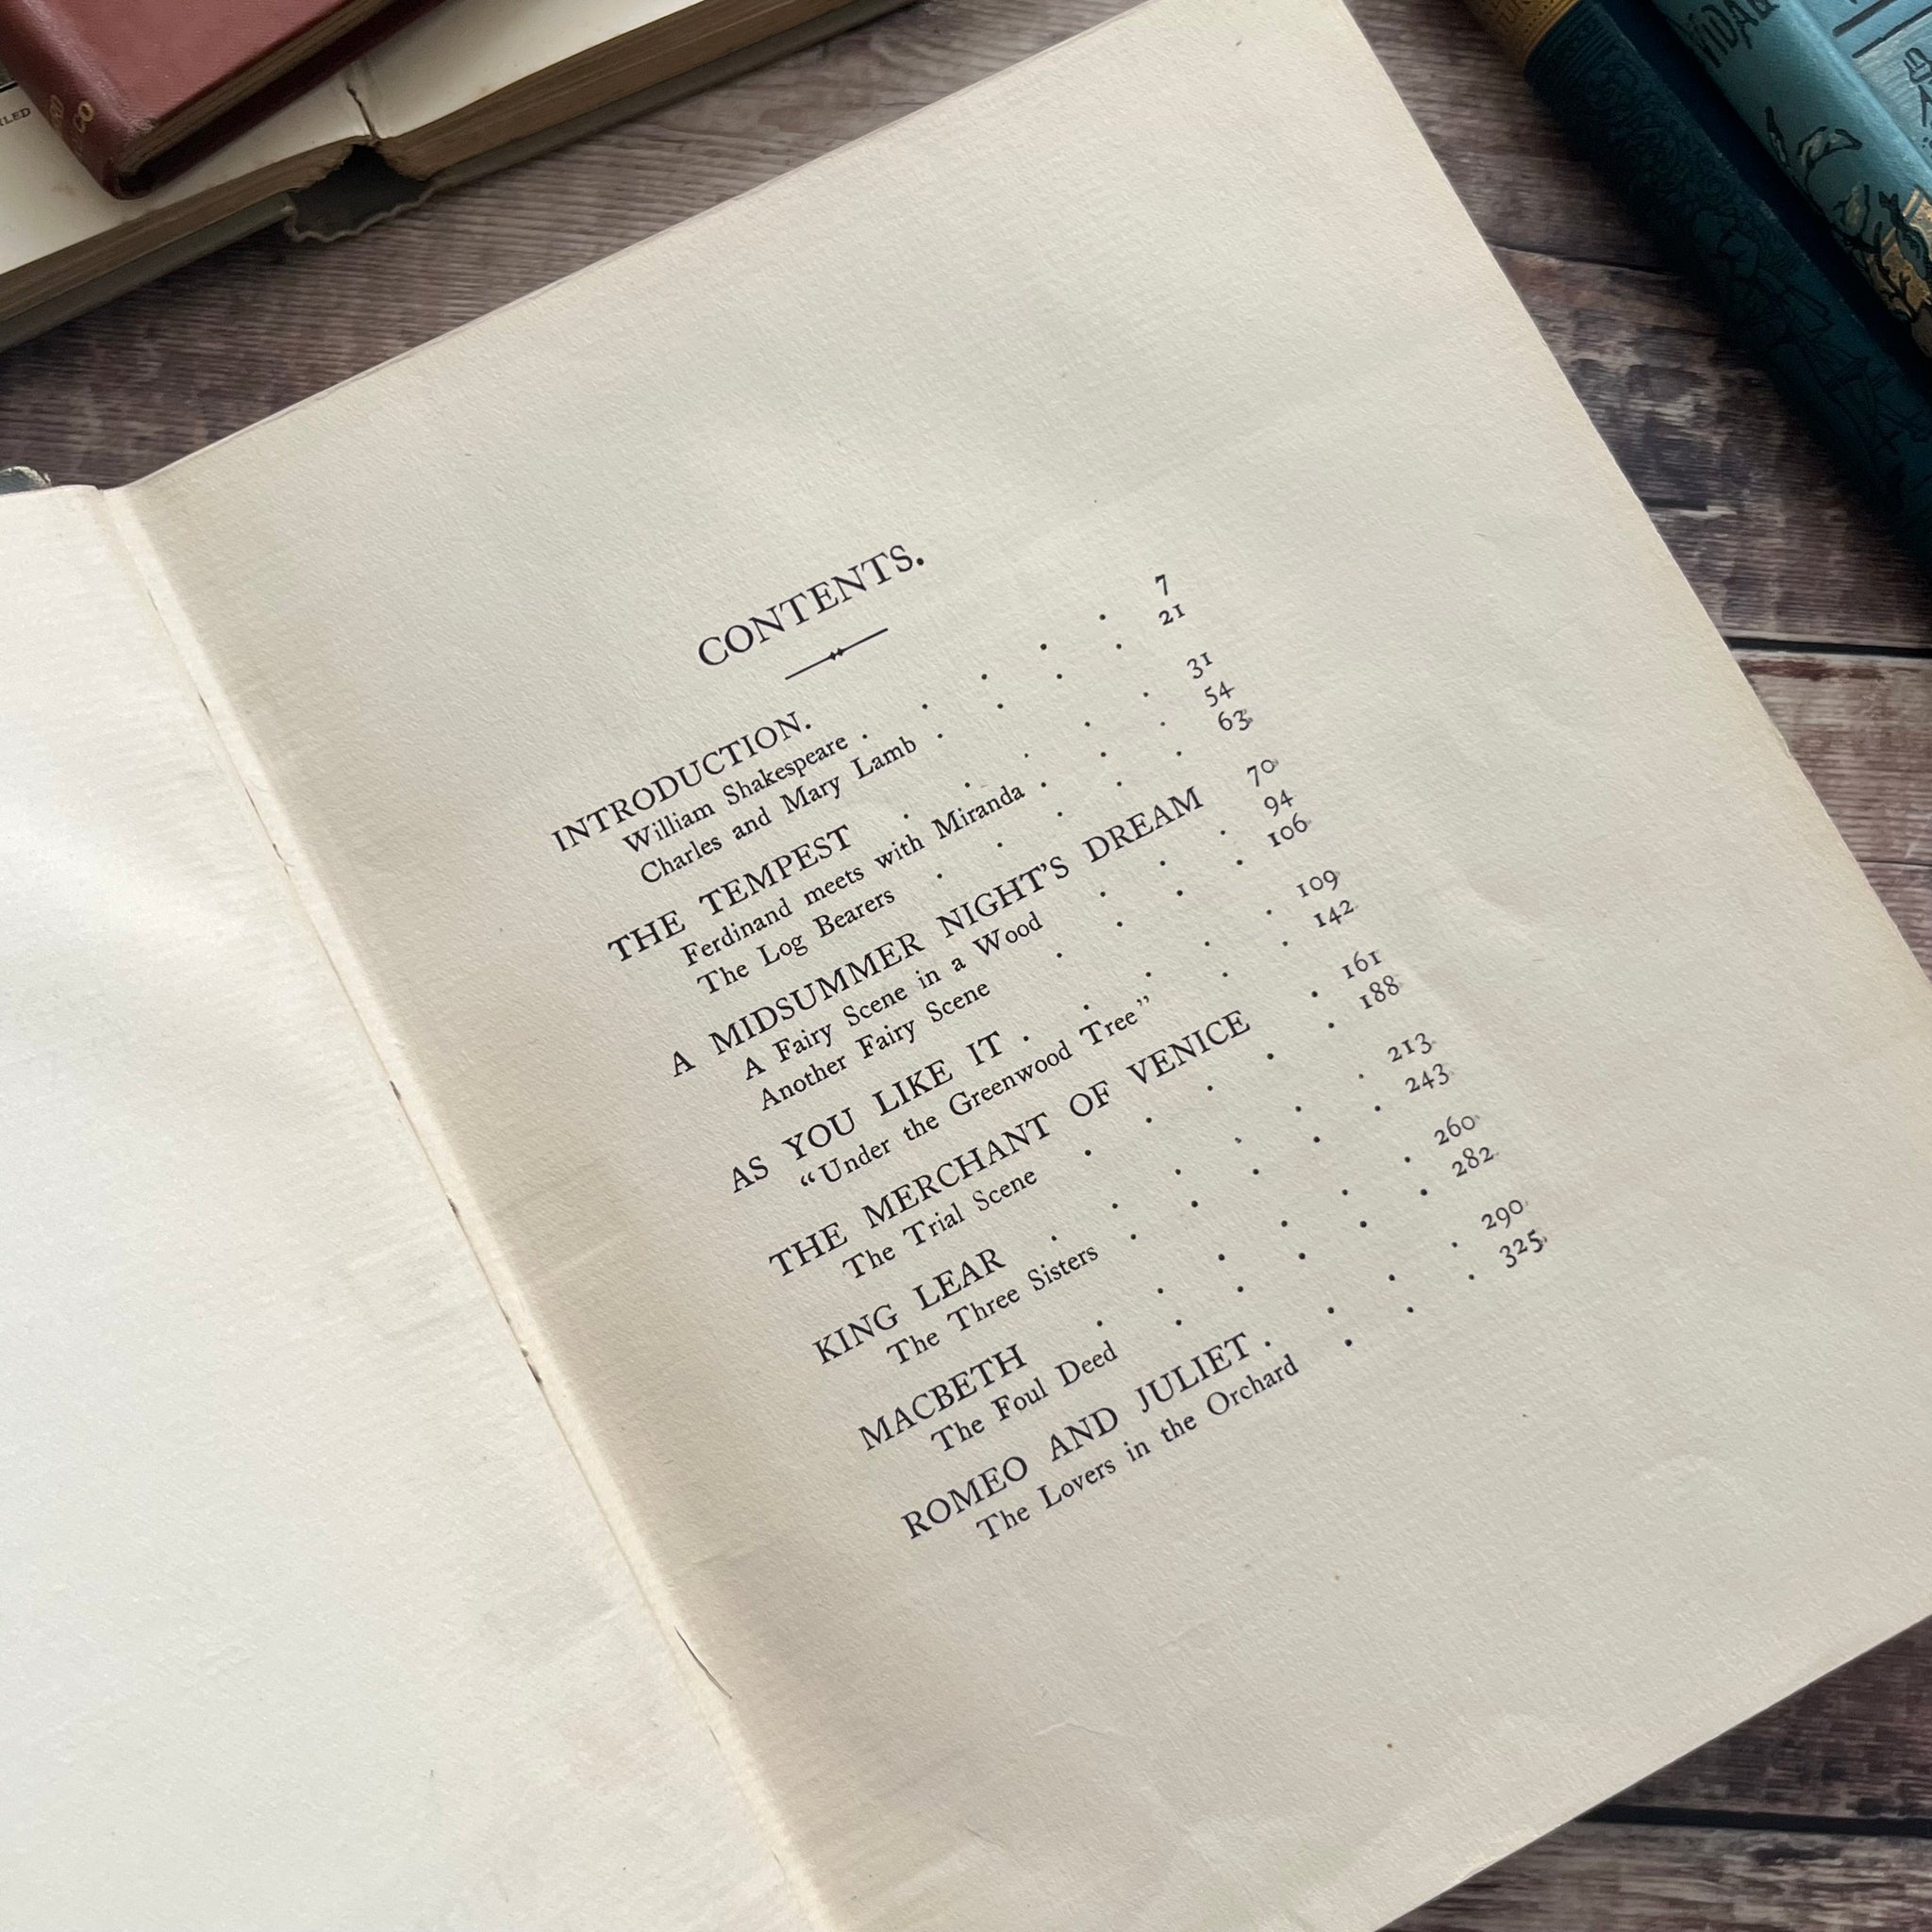 CONTENTS.
INTRODUCTION.
William Shakespeare . . . . . 7
Charles and Mary Lamb . . . . 21
THE TEMPEST . . . . . 31
Ferdinand meets with Miranda . . . 54
The Log Bearers . . . . . 63
A MIDSUMMER NIGHT'S DREAM 70
A Fairy Scene in a Wood . . . 94
Another Fairy Scene . . . . 106
AS YOU LIKE IT . . . . . 109
“Under the Greenwood Tree” . . 142
THE MERCHANT OF VENICE . 161
The Trial Scene . . . . . 188
KING LEAR . . . . . . 213
The Three Sisters . . . . . 243
MACBETH . . . . . . 260
The Foul Deed . . . . . 282
ROMEO AND JULIET . . . . 290
The Lovers in the Orchard . . . 325